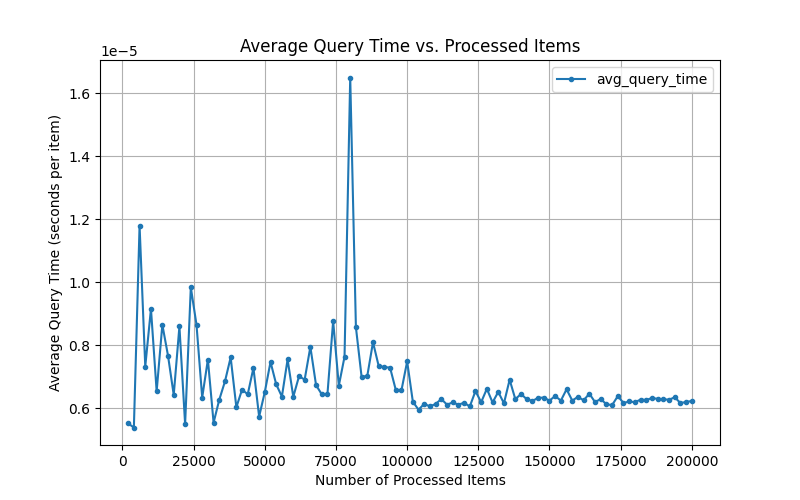 Average Query Time vs. Processed Items
1e−5
avg_query_time
1.6
1.4
1.2
1.0
0.8
0.6
Average Query Time (seconds per item)
0 25000 50000 75000 100000 125000 150000 175000 200000
Number of Processed Items